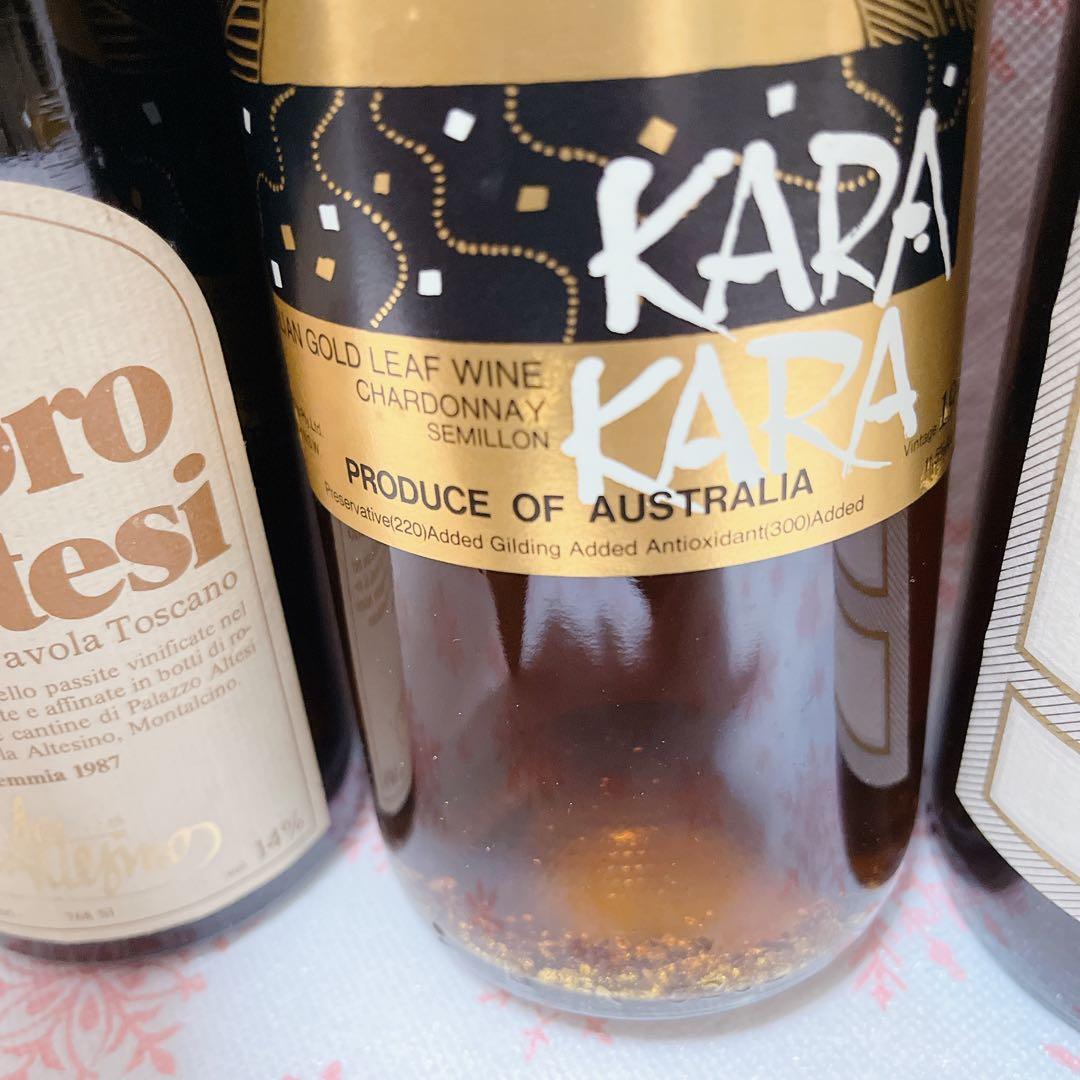 tesi
avola Toscano
ello passite vinificate nel
te e affinate in botti di ro-
cantine di Palazzo Altesi
la Altesino, Montalcino.
emmia 1987
14%
KARA
KARA
GOLD LEAF WINE
CHARDONNAY
SEMILLON
Vintage
PRODUCE OF AUSTRALIA
Preservative(220)Added Gilding Added Antioxidant(300)Added